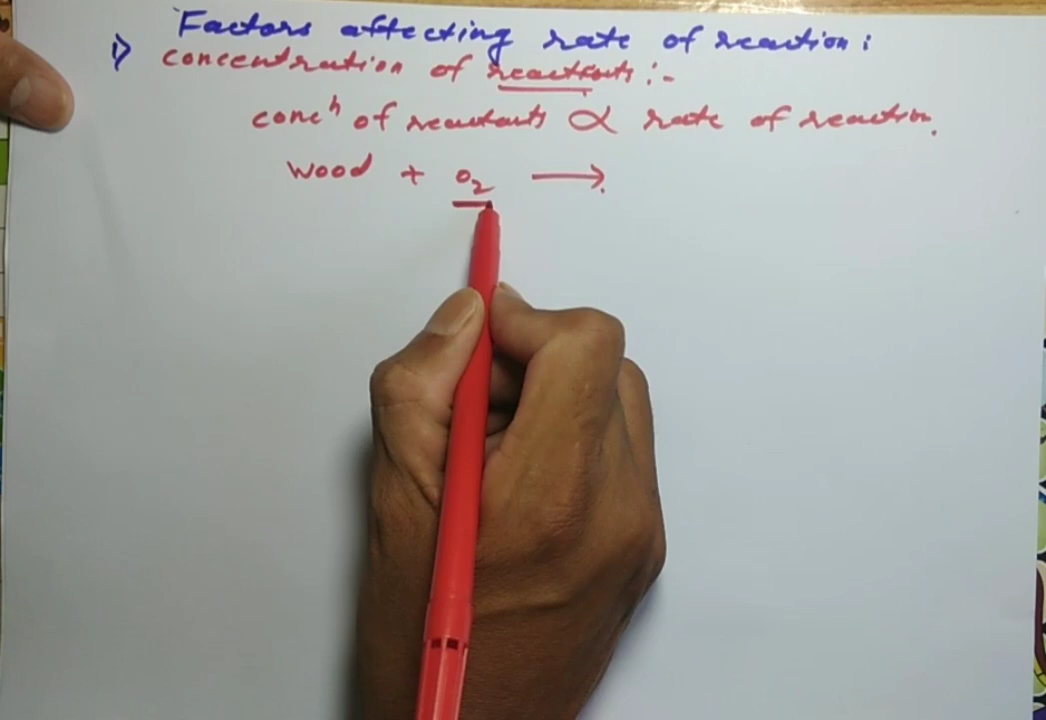 Factors affecting rate of reaction :
1) concentration of reactants :-
concn of reactants ∝ rate of reaction.
wood + O2 ⟶